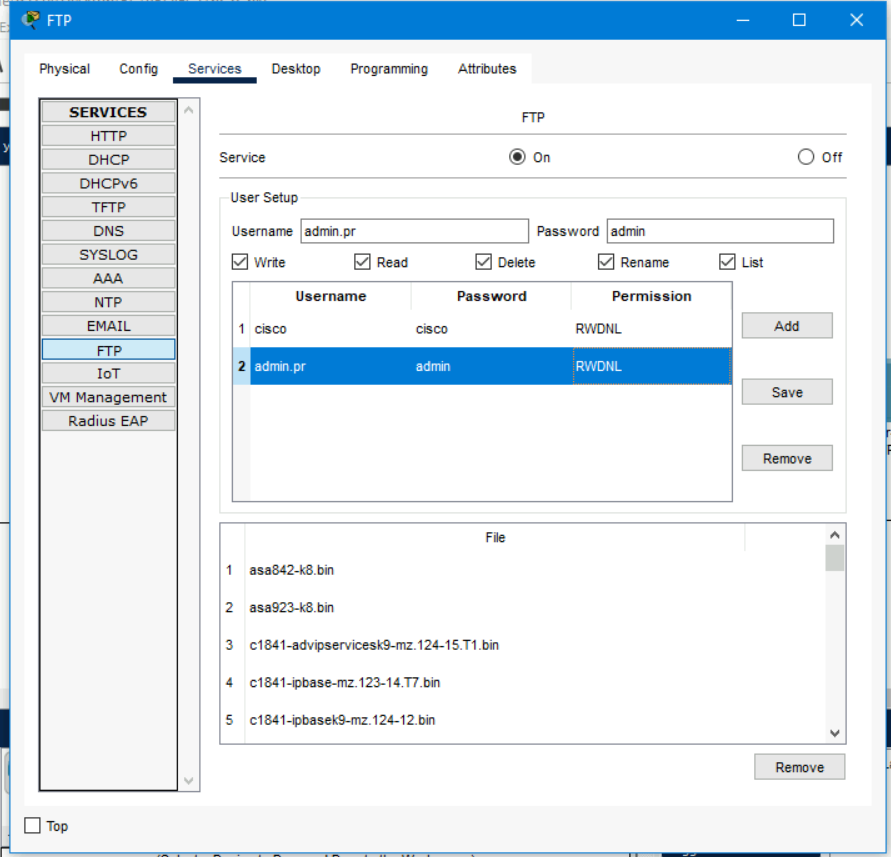 FTP
Physical Config Services Desktop Programming Attributes
SERVICES
HTTP
DHCP
DHCPv6
TFTP
DNS
SYSLOG
AAA
NTP
EMAIL
FTP
IoT
VM Management
Radius EAP
FTP
Service On Off
User Setup
Username admin.pr Password admin
Write Read Delete Rename List
Username Password Permission
1 cisco cisco RWDNL
2 admin.pr admin RWDNL
Add
Save
Remove
File
1 asa842-k8.bin
2 asa923-k8.bin
3 c1841-advipservicesk9-mz.124-15.T1.bin
4 c1841-ipbase-mz.123-14.T7.bin
5 c1841-ipbasek9-mz.124-12.bin
Remove
Top